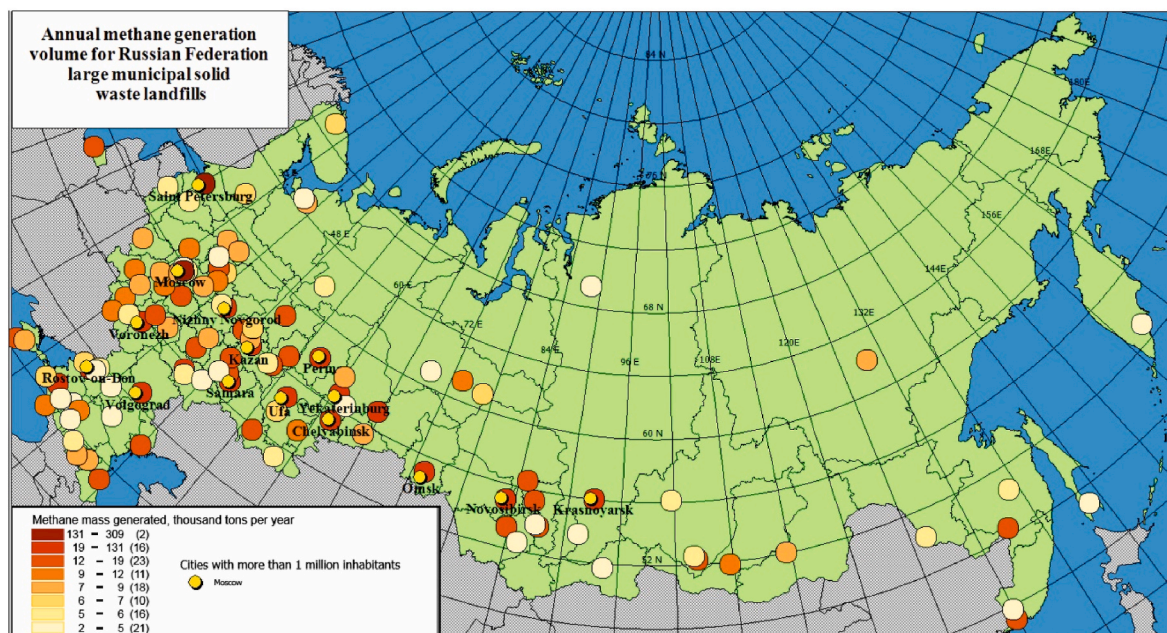 Annual methane generation
volume for Russian Federation
large municipal solid
waste landfills
84 N
180E
168E
76 N
156E
Saint Petersburg
48 E
144E
Moscow
60 E
68 N
132E
72 E
Nizhny Novgorod
Voronezh
120E
84 E
108E
Kazan
96 E
Perm
Rostov-on-Don
Samara
Volgograd
Ufa
Yekaterinburg
Chelyabinsk
60 N
Omsk
Novosibirsk
Krasnoyarsk
52 N
Methane mass generated, thousand tons per year
131 – 309 (2)
19 – 131 (16)
12 – 19 (23)
9 – 12 (11)
7 – 9 (18)
6 – 7 (10)
5 – 6 (16)
2 – 5 (21)
Cities with more than 1 million inhabitants
Moscow